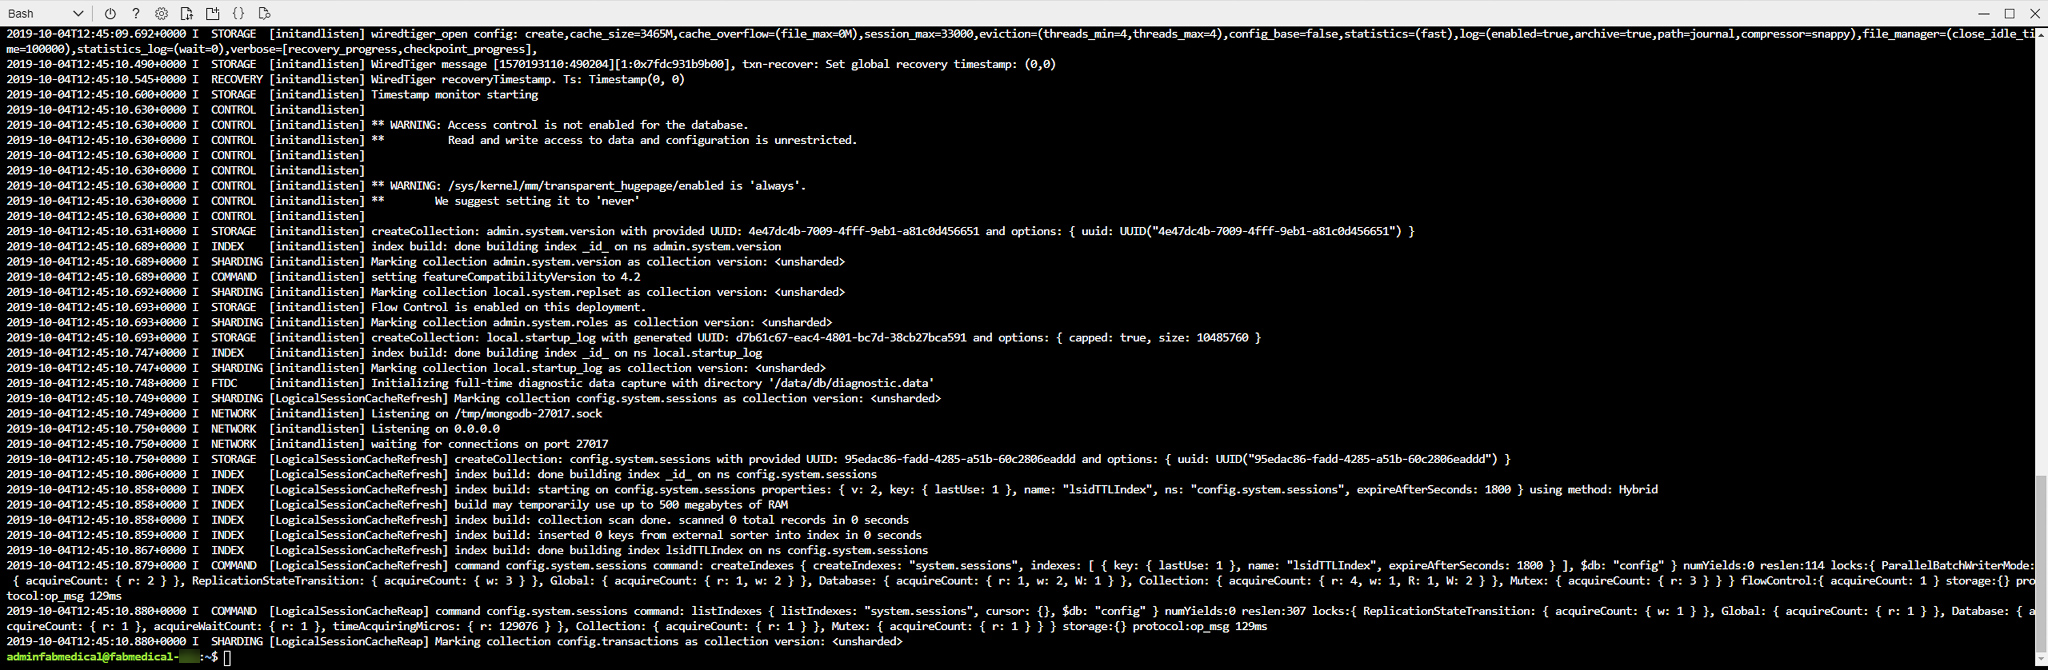 Bash
2019-10-04T12:45:09.692+0000 I  STORAGE  [initandlisten] wiredtiger_open config: create,cache_size=3465M,cache_overflow=(file_max=0M),session_max=33000,eviction=(threads_min=4,threads_max=4),config_base=false,statistics=(fast),log=(enabled=true,archive=true,path=journal,compressor=snappy),file_manager=(close_idle_ti
me=100000),statistics_log=(wait=0),verbose=[recovery_progress,checkpoint_progress],
2019-10-04T12:45:10.490+0000 I  STORAGE  [initandlisten] WiredTiger message [1570193110:490204][1:0x7fdc931b9b00], txn-recover: Set global recovery timestamp: (0,0)
2019-10-04T12:45:10.545+0000 I  RECOVERY [initandlisten] WiredTiger recoveryTimestamp. Ts: Timestamp(0, 0)
2019-10-04T12:45:10.600+0000 I  STORAGE  [initandlisten] Timestamp monitor starting
2019-10-04T12:45:10.630+0000 I  CONTROL  [initandlisten]
2019-10-04T12:45:10.630+0000 I  CONTROL  [initandlisten] ** WARNING: Access control is not enabled for the database.
2019-10-04T12:45:10.630+0000 I  CONTROL  [initandlisten] **          Read and write access to data and configuration is unrestricted.
2019-10-04T12:45:10.630+0000 I  CONTROL  [initandlisten]
2019-10-04T12:45:10.630+0000 I  CONTROL  [initandlisten]
2019-10-04T12:45:10.630+0000 I  CONTROL  [initandlisten] ** WARNING: /sys/kernel/mm/transparent_hugepage/enabled is 'always'.
2019-10-04T12:45:10.630+0000 I  CONTROL  [initandlisten] **        We suggest setting it to 'never'
2019-10-04T12:45:10.630+0000 I  CONTROL  [initandlisten]
2019-10-04T12:45:10.631+0000 I  STORAGE  [initandlisten] createCollection: admin.system.version with provided UUID: 4e47dc4b-7009-4fff-9eb1-a81c0d456651 and options: { uuid: UUID("4e47dc4b-7009-4fff-9eb1-a81c0d456651") }
2019-10-04T12:45:10.689+0000 I  INDEX    [initandlisten] index build: done building index _id_ on ns admin.system.version
2019-10-04T12:45:10.689+0000 I  SHARDING [initandlisten] Marking collection admin.system.version as collection version: <unsharded>
2019-10-04T12:45:10.689+0000 I  COMMAND  [initandlisten] setting featureCompatibilityVersion to 4.2
2019-10-04T12:45:10.692+0000 I  SHARDING [initandlisten] Marking collection local.system.replset as collection version: <unsharded>
2019-10-04T12:45:10.693+0000 I  STORAGE  [initandlisten] Flow Control is enabled on this deployment.
2019-10-04T12:45:10.693+0000 I  SHARDING [initandlisten] Marking collection admin.system.roles as collection version: <unsharded>
2019-10-04T12:45:10.693+0000 I  STORAGE  [initandlisten] createCollection: local.startup_log with generated UUID: d7b61c67-eac4-4801-bc7d-38cb27bca591 and options: { capped: true, size: 10485760 }
2019-10-04T12:45:10.747+0000 I  INDEX    [initandlisten] index build: done building index _id_ on ns local.startup_log
2019-10-04T12:45:10.747+0000 I  SHARDING [initandlisten] Marking collection local.startup_log as collection version: <unsharded>
2019-10-04T12:45:10.748+0000 I  FTDC     [initandlisten] Initializing full-time diagnostic data capture with directory '/data/db/diagnostic.data'
2019-10-04T12:45:10.749+0000 I  SHARDING [LogicalSessionCacheRefresh] Marking collection config.system.sessions as collection version: <unsharded>
2019-10-04T12:45:10.749+0000 I  NETWORK  [initandlisten] Listening on /tmp/mongodb-27017.sock
2019-10-04T12:45:10.750+0000 I  NETWORK  [initandlisten] Listening on 0.0.0.0
2019-10-04T12:45:10.750+0000 I  NETWORK  [initandlisten] waiting for connections on port 27017
2019-10-04T12:45:10.750+0000 I  STORAGE  [LogicalSessionCacheRefresh] createCollection: config.system.sessions with provided UUID: 95edac86-fadd-4285-a51b-60c2806eaddd and options: { uuid: UUID("95edac86-fadd-4285-a51b-60c2806eaddd") }
2019-10-04T12:45:10.806+0000 I  INDEX    [LogicalSessionCacheRefresh] index build: done building index _id_ on ns config.system.sessions
2019-10-04T12:45:10.858+0000 I  INDEX    [LogicalSessionCacheRefresh] index build: starting on config.system.sessions properties: { v: 2, key: { lastUse: 1 }, name: "lsidTTLIndex", ns: "config.system.sessions", expireAfterSeconds: 1800 } using method: Hybrid
2019-10-04T12:45:10.858+0000 I  INDEX    [LogicalSessionCacheRefresh] build may temporarily use up to 500 megabytes of RAM
2019-10-04T12:45:10.858+0000 I  INDEX    [LogicalSessionCacheRefresh] index build: collection scan done. scanned 0 total records in 0 seconds
2019-10-04T12:45:10.859+0000 I  INDEX    [LogicalSessionCacheRefresh] index build: inserted 0 keys from external sorter into index in 0 seconds
2019-10-04T12:45:10.867+0000 I  INDEX    [LogicalSessionCacheRefresh] index build: done building index lsidTTLIndex on ns config.system.sessions
2019-10-04T12:45:10.879+0000 I  COMMAND  [LogicalSessionCacheRefresh] command config.system.sessions command: createIndexes { createIndexes: "system.sessions", indexes: [ { key: { lastUse: 1 }, name: "lsidTTLIndex", expireAfterSeconds: 1800 } ], $db: "config" } numYields:0 reslen:114 locks:{ ParallelBatchWriterMode:
 { acquireCount: { r: 2 } }, ReplicationStateTransition: { acquireCount: { w: 3 } }, Global: { acquireCount: { r: 1, w: 2 } }, Database: { acquireCount: { r: 1, w: 2, W: 1 } }, Collection: { acquireCount: { r: 4, w: 1, R: 1, W: 2 } }, Mutex: { acquireCount: { r: 3 } } } flowControl:{ acquireCount: 1 } storage:{} pro
tocol:op_msg 129ms
2019-10-04T12:45:10.880+0000 I  COMMAND  [LogicalSessionCacheReap] command config.system.sessions command: listIndexes { listIndexes: "system.sessions", cursor: {}, $db: "config" } numYields:0 reslen:307 locks:{ ReplicationStateTransition: { acquireCount: { w: 1 } }, Global: { acquireCount: { r: 1 } }, Database: { a
cquireCount: { r: 1 }, acquireWaitCount: { r: 1 }, timeAcquiringMicros: { r: 129076 } }, Collection: { acquireCount: { r: 1 } }, Mutex: { acquireCount: { r: 1 } } } storage:{} protocol:op_msg 129ms
2019-10-04T12:45:10.880+0000 I  SHARDING [LogicalSessionCacheReap] Marking collection config.transactions as collection version: <unsharded>
adminfabmedical@fabmedical-:~$